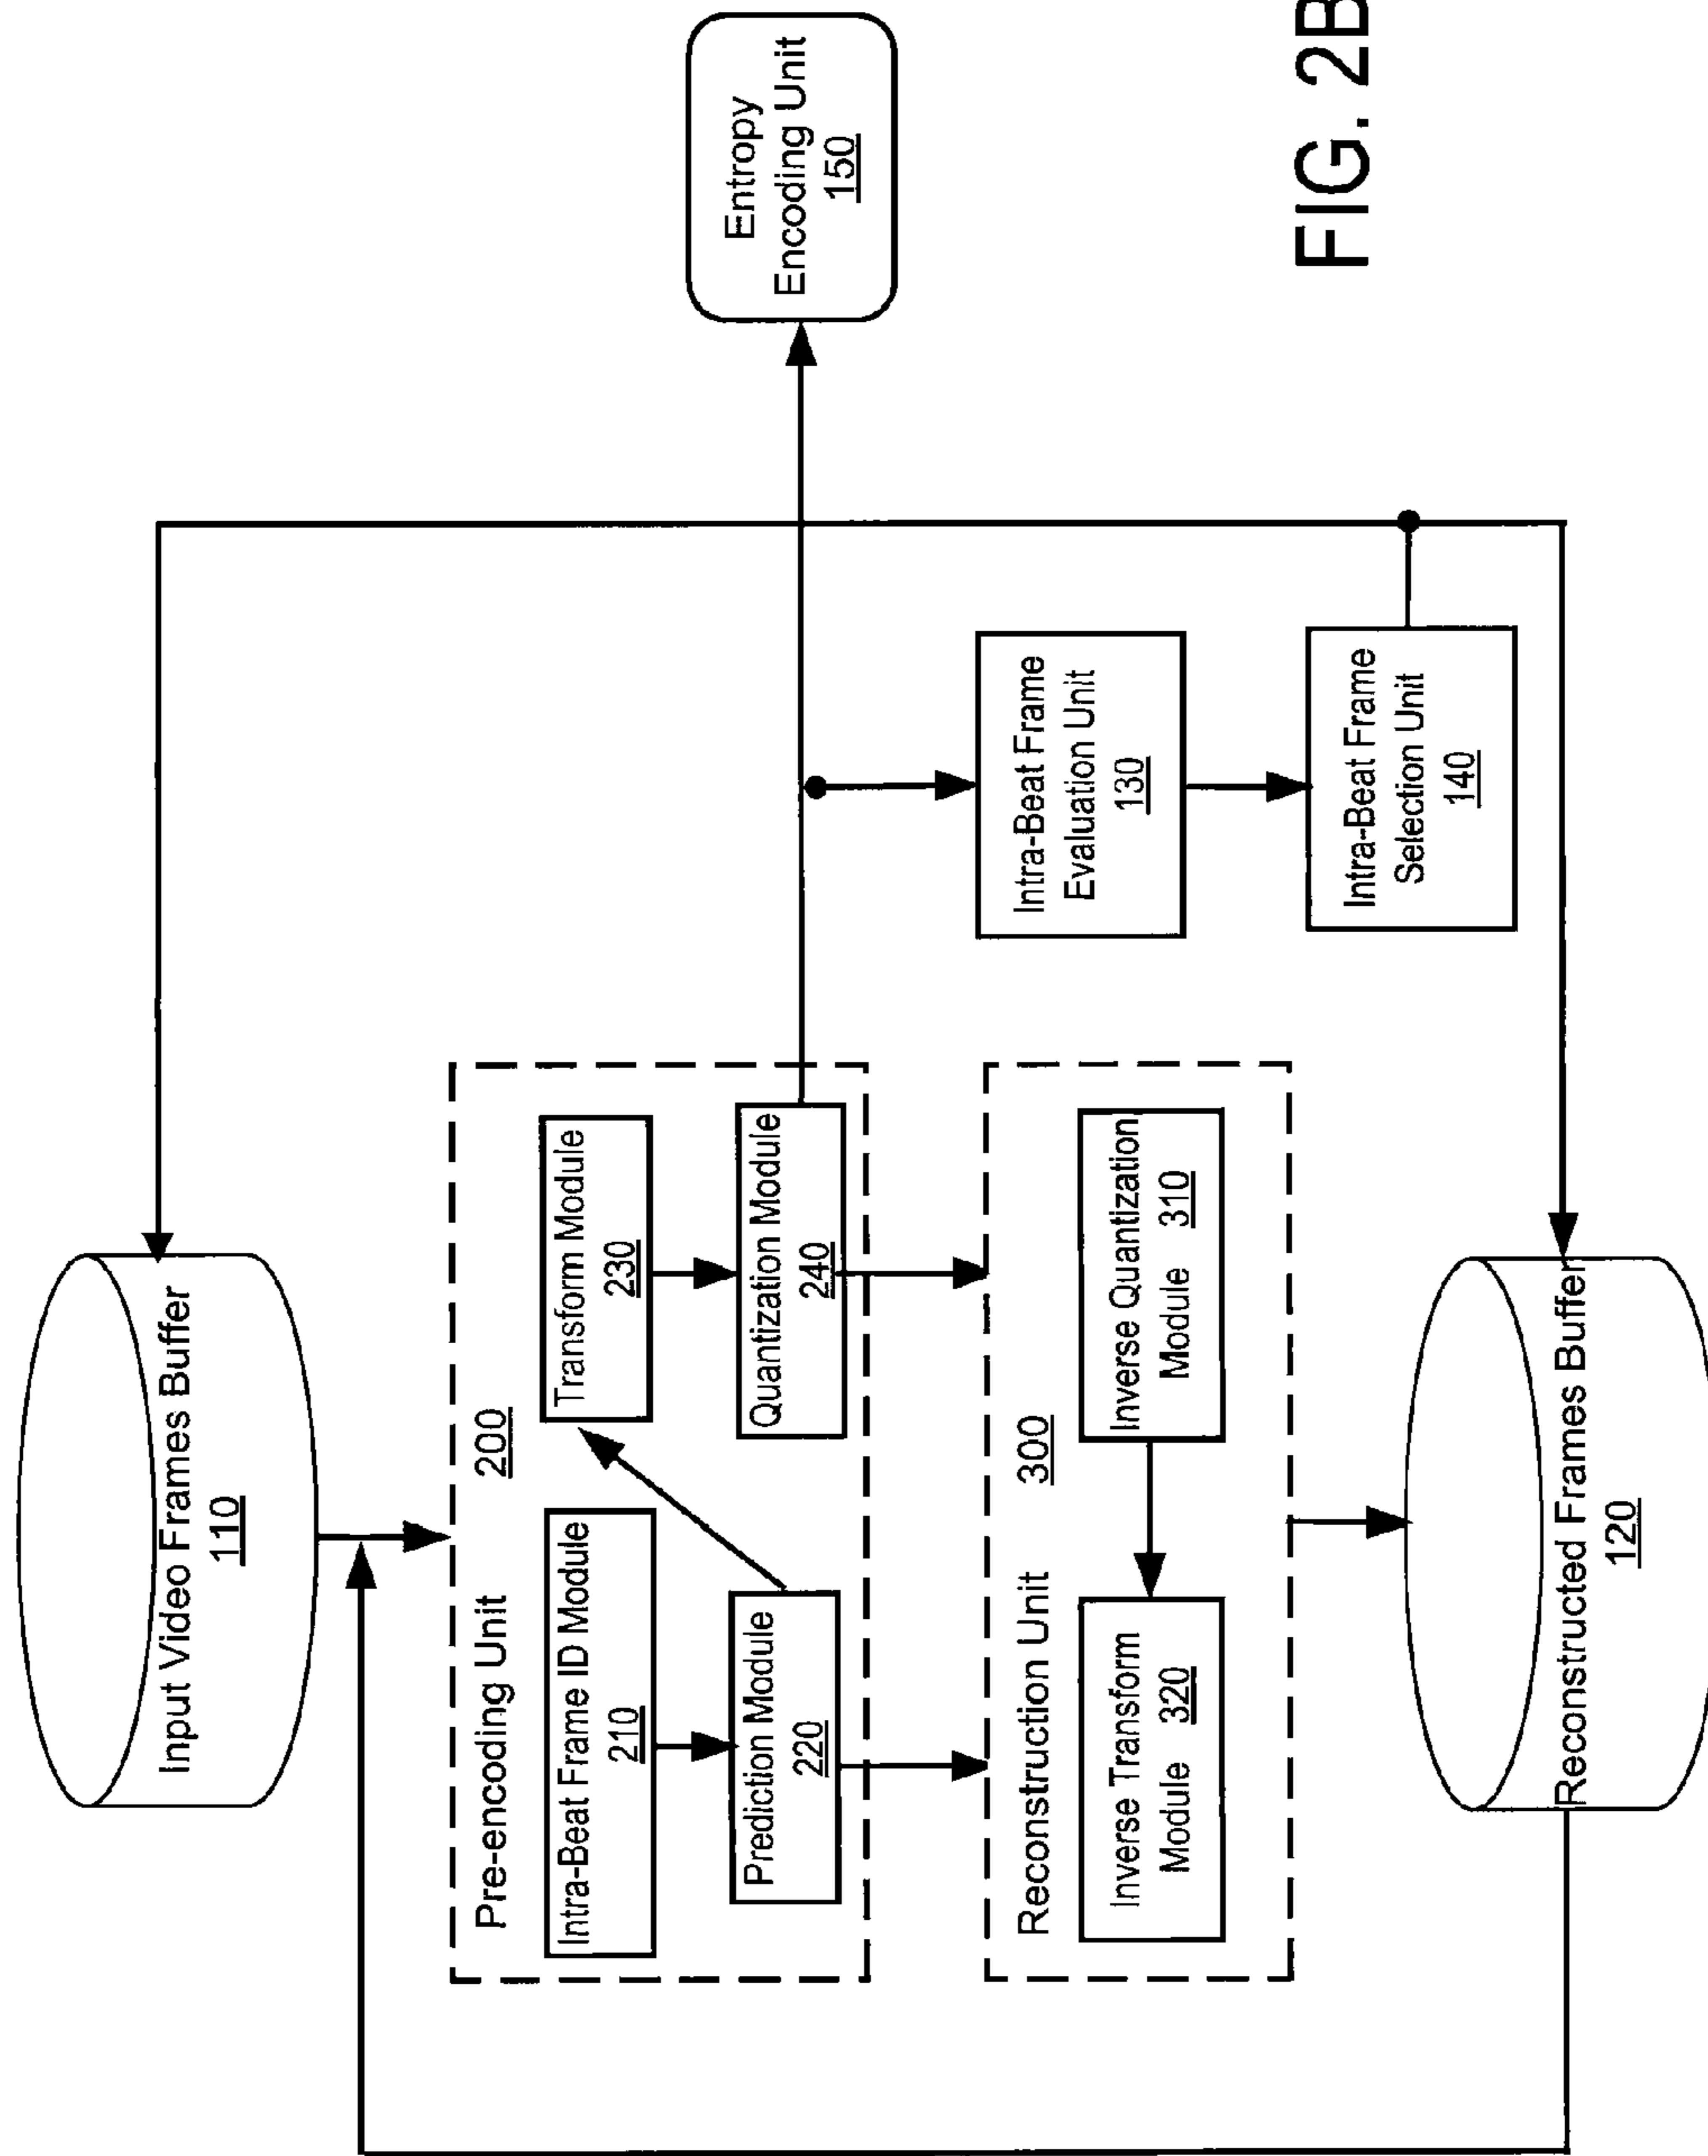 Input Video Frames Buffer
110
Pre-encoding Unit 200
Intra-Beat Frame ID Module
210
Prediction Module
220
Transform Module
230
Quantization Module
240
Reconstruction Unit 300
Inverse Transform
Module 320
Inverse Quantization
Module 310
Reconstructed Frames Buffer
120
Intra-Beat Frame
Evaluation Unit
130
Intra-Beat Frame
Selection Unit
140
Entropy
Encoding Unit
150
FIG. 2B